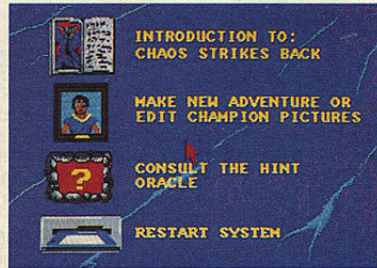 INTRODUCTION TO:
CHAOS STRIKES BACK
MAKE NEW ADVENTURE OR
EDIT CHAMPION PICTURES
?
CONSULT THE HINT
ORACLE
RESTART SYSTEM